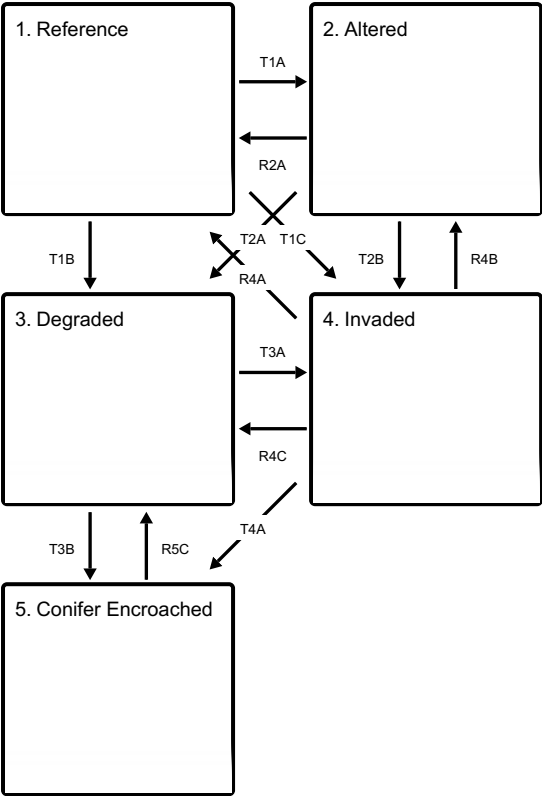 1. Reference
2. Altered
T1A
R2A
T1B
T2A
T1C
R4A
T2B
R4B
3. Degraded
4. Invaded
T3A
R4C
T4A
T3B
R5C
5. Conifer Encroached